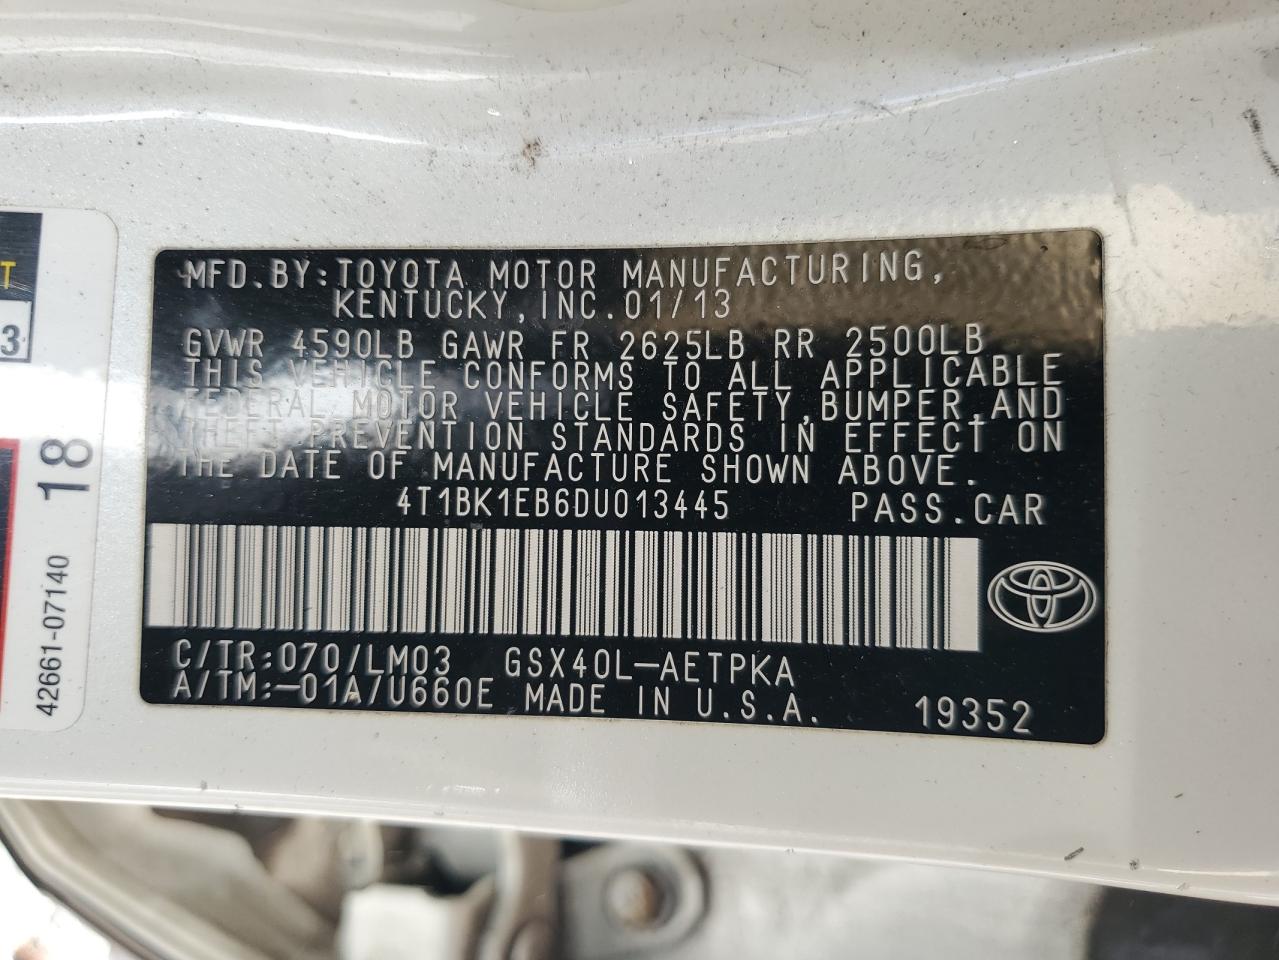 MFD.BY:TOYOTA MOTOR MANUFACTURING,
KENTUCKY,INC.01/13
GVWR 4590LB GAWR FR 2625LB RR 2500LB
THIS VEHICLE CONFORMS TO ALL APPLICABLE
FEDERAL MOTOR VEHICLE SAFETY,BUMPER,AND
THEFT PREVENTION STANDARDS IN EFFECT ON
THE DATE OF MANUFACTURE SHOWN ABOVE.
4T1BK1EB6DU013445 PASS.CAR
C/TR:070/LM03 GSX40L-AETPKA
A/TM:-01A/U660E MADE IN U.S.A. 19352
T
3
18
42661-07140